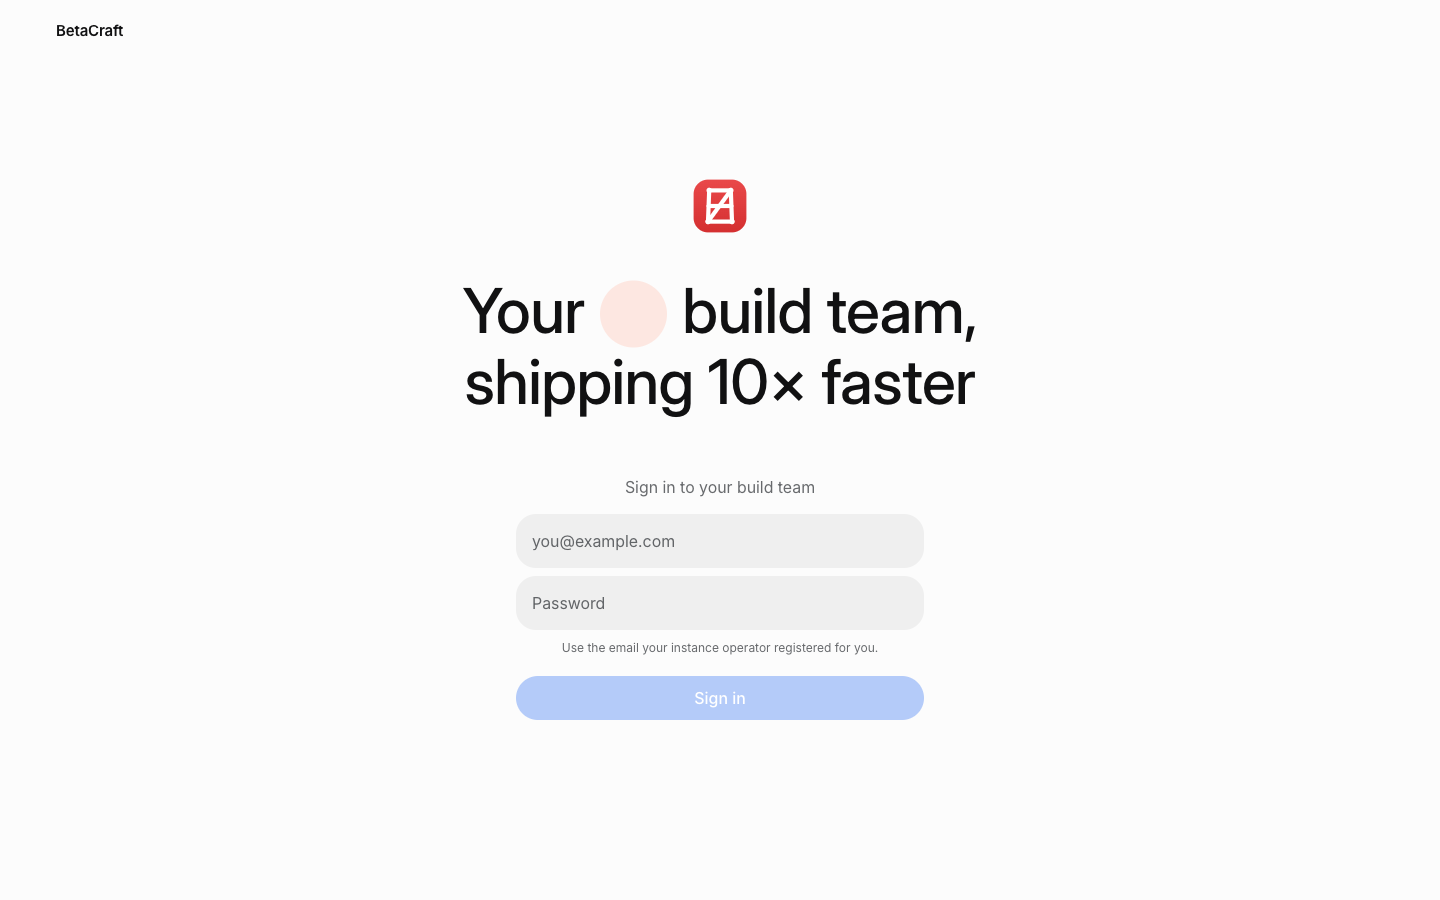 BetaCraft
Your build team,
shipping 10× faster
Sign in to your build team
you@example.com
Password
Use the email your instance operator registered for you.
Sign in